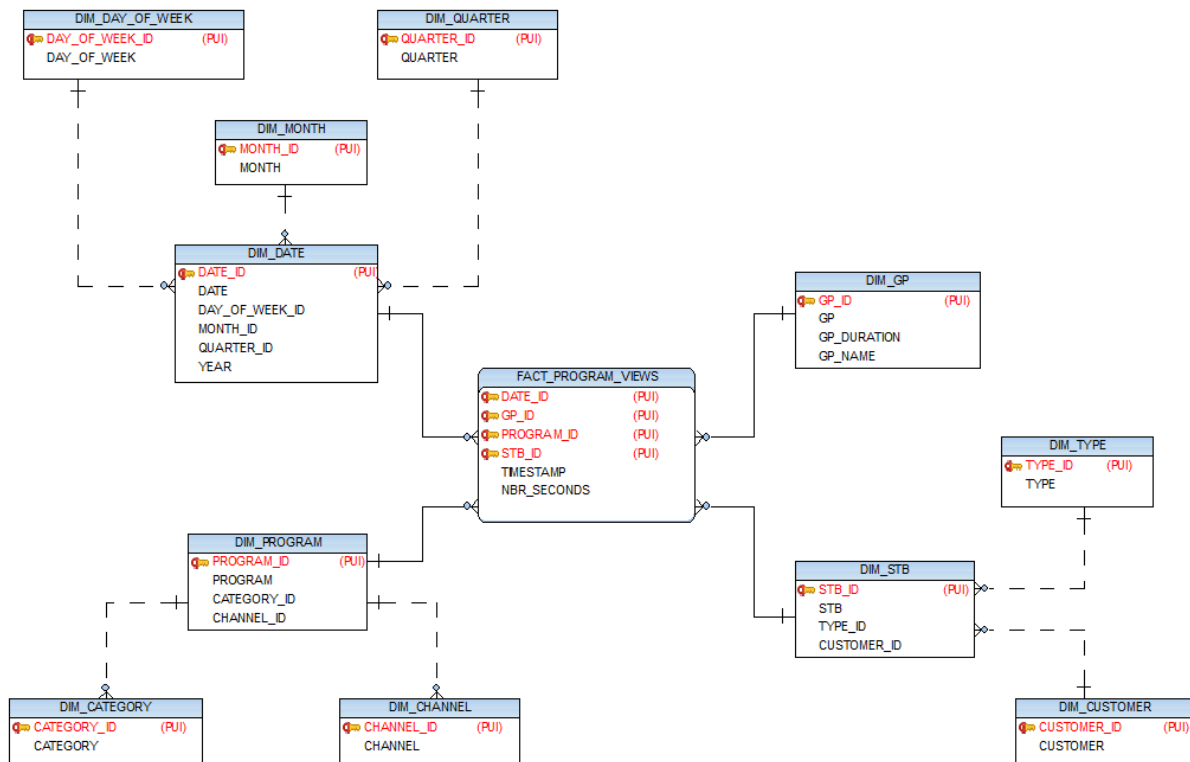 DIM_DAY_OF_WEEK
DAY_OF_WEEK_ID (PUI)
DAY_OF_WEEK
DIM_QUARTER
QUARTER_ID (PUI)
QUARTER
DIM_MONTH
MONTH_ID (PUI)
MONTH
DIM_DATE
DATE_ID (PUI
DATE
DAY_OF_WEEK_ID
MONTH_ID
QUARTER_ID
YEAR
DIM_GP
GP_ID (PUI)
GP
GP_DURATION
GP_NAME
FACT_PROGRAM_VIEWS
DATE_ID (PUI)
GP_ID (PUI)
PROGRAM_ID (PUI)
STB_ID (PUI)
TIMESTAMP
NBR_SECONDS
DIM_TYPE
TYPE_ID (PUI)
TYPE
DIM_PROGRAM
PROGRAM_ID (PUI)
PROGRAM
CATEGORY_ID
CHANNEL_ID
DIM_STB
STB_ID (PUI)
STB
TYPE_ID
CUSTOMER_ID
DIM_CATEGORY
CATEGORY_ID (PUI)
CATEGORY
DIM_CHANNEL
CHANNEL_ID (PUI)
CHANNEL
DIM_CUSTOMER
CUSTOMER_ID (PUI)
CUSTOMER